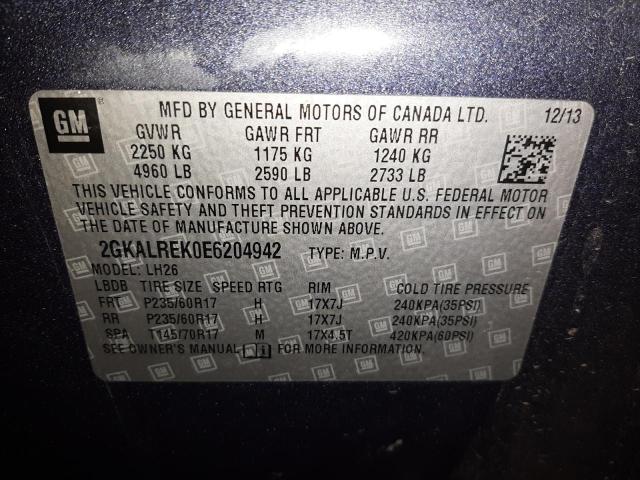 GM
MFD BY GENERAL MOTORS OF CANADA LTD. 12/13
GVWR GAWR FRT GAWR RR
2250 KG 1175 KG 1240 KG
4960 LB 2590 LB 2733 LB
THIS VEHICLE CONFORMS TO ALL APPLICABLE U.S. FEDERAL MOTOR
VEHICLE SAFETY AND THEFT PREVENTION STANDARDS IN EFFECT ON
THE DATE OF MANUFACTURE SHOWN ABOVE.
2GKALREK0E6204942 TYPE: M.P.V.
MODEL: LH26
LBDB TIRE SIZE SPEED RTG RIM COLD TIRE PRESSURE
FRT P235/60R17 H 17X7J 240KPA(35PSI)
RR P235/60R17 H 17X7J 240KPA(35PSI)
SPA T145/70R17 M 17X4.5T 420KPA(60PSI)
SEE OWNER'S MANUAL FOR MORE INFORMATION.